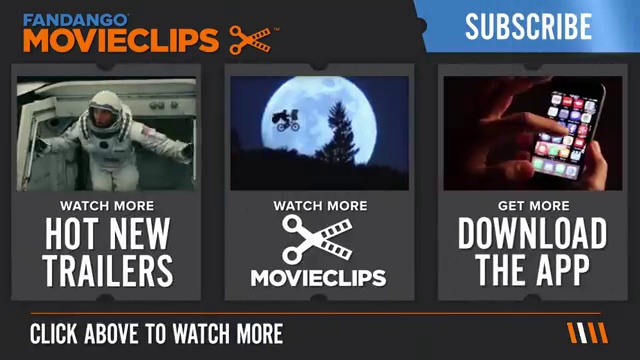 FANDANGO
MOVIECLIPS
SUBSCRIBE
WATCH MORE
HOT NEW
TRAILERS
WATCH MORE
MOVIECLIPS
GET MORE
DOWNLOAD
THE APP
CLICK ABOVE TO WATCH MORE